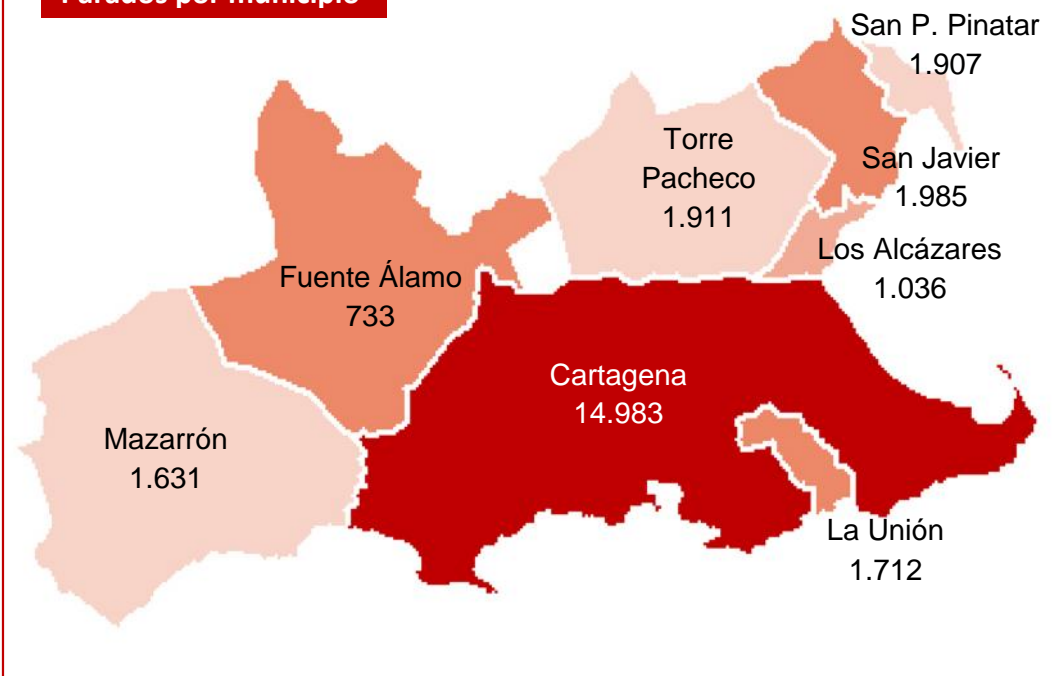 Parados por municipio
San P. Pinatar
1.907
Torre
Pacheco
1.911
San Javier
1.985
Los Alcázares
1.036
Fuente Álamo
733
Cartagena
14.983
Mazarrón
1.631
La Unión
1.712